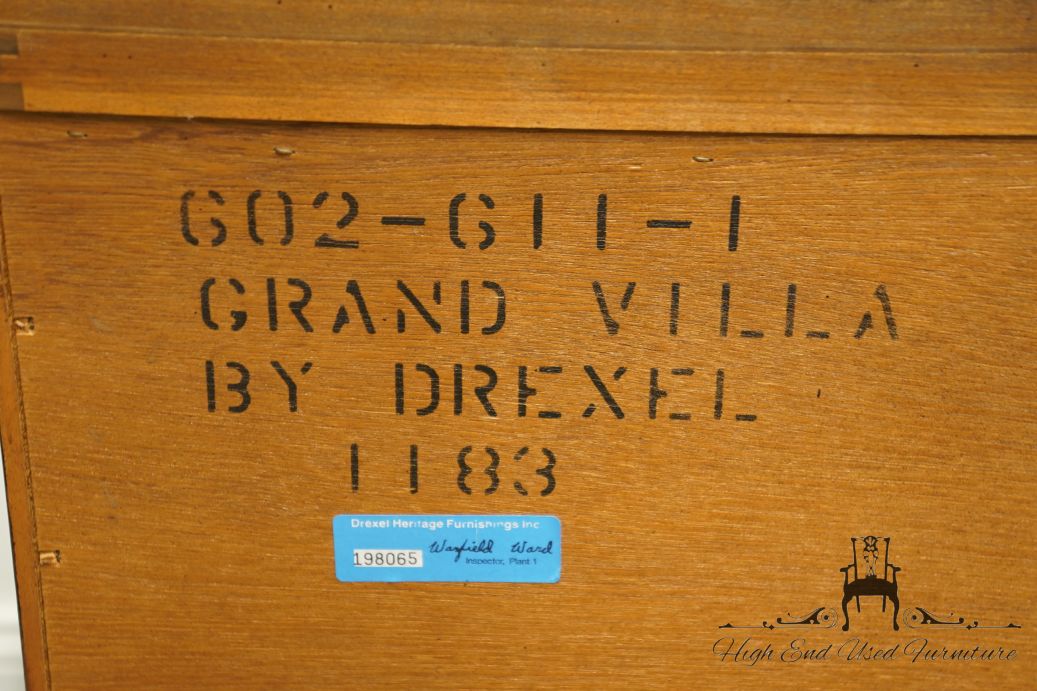 602-611-1
GRAND VILLA
BY DREXEL
1183
Drexel Heritage Furnishings Inc
198065 Warfield Ward
Inspector, Plant 1
High End Used Furniture